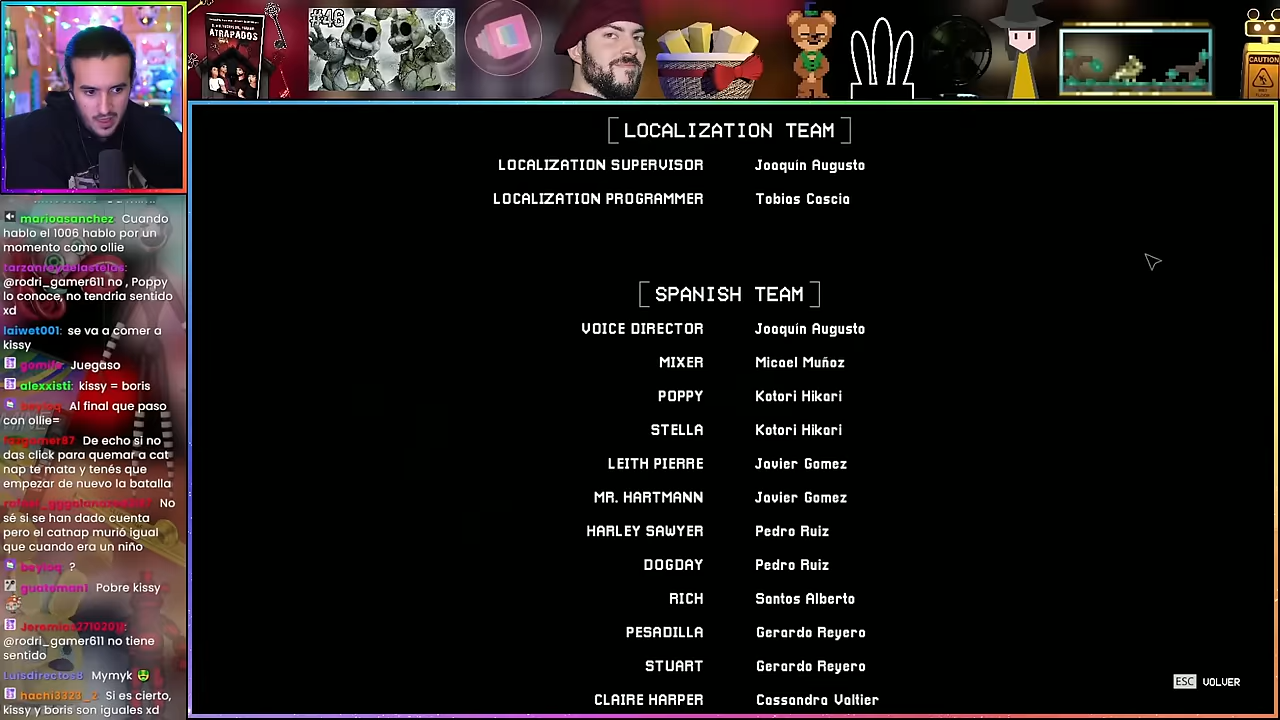 ATRAPADOS
#46
CAUTION
LOCALIZATION TEAM
LOCALIZATION SUPERVISOR Joaquín Augusto
LOCALIZATION PROGRAMMER Tobias Cascia
SPANISH TEAM
VOICE DIRECTOR Joaquín Augusto
MIXER Micael Muñoz
POPPY Kotori Hikari
STELLA Kotori Hikari
LEITH PIERRE Javier Gomez
MR. HARTMANN Javier Gomez
HARLEY SAWYER Pedro Ruiz
DOGDAY Pedro Ruiz
RICH Santos Alberto
PESADILLA Gerardo Reyero
STUART Gerardo Reyero
CLAIRE HARPER Cassandra Valtier
ESC VOLVER
marioasanchez Cuando
hablo el 1006 hablo por un
momento como ollie
@rodri_gamer611 no , Poppy
lo conoce, no tendria sentido
xd
laiwet001: se va a comer a
kissy
Juegaso
alexxisti: kissy = boris
beyloq: Al final que paso
con ollie=
De echo si no
das click para quemar a cat
nap te mata y tenés que
empezar de nuevo la batalla
No
sé si se han dado cuenta
pero el catnap murió igual
que cuando era un niño
beyloq: ?
guatoman1 Pobre kissy
@rodri_gamer611 no tiene
sentido
Mymyk
hachi3323_2 Si es cierto,
kissy y boris son iguales xd